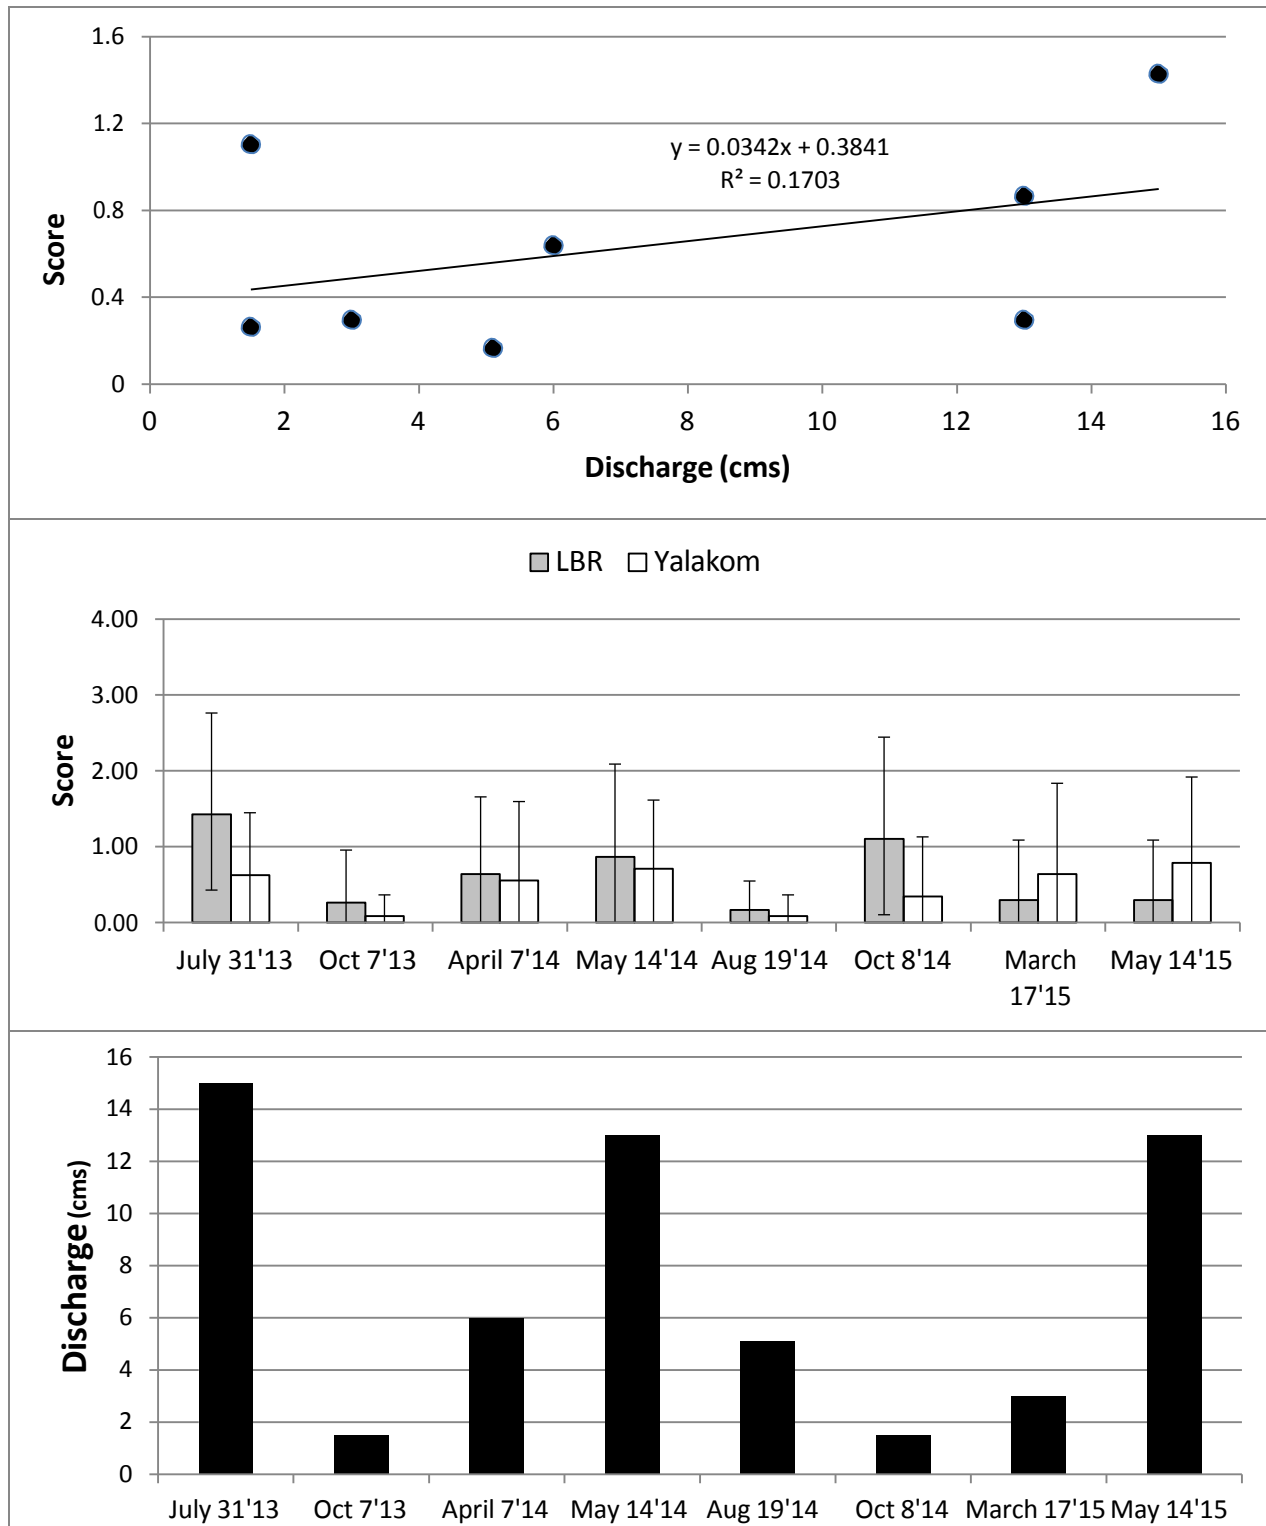 1.6
1.2
0.8
0.4
0
Score
y = 0.0342x + 0.3841
R² = 0.1703
0 2 4 6 8 10 12 14 16
Discharge (cms)
LBR Yalakom
4.00
3.00
2.00
1.00
0.00
Score
July 31'13 Oct 7'13 April 7'14 May 14'14 Aug 19'14 Oct 8'14 March May 14'15
17'15
16
14
12
10
8
6
4
2
0
Discharge (cms)
July 31'13 Oct 7'13 April 7'14 May 14'14 Aug 19'14 Oct 8'14 March 17'15 May 14'15